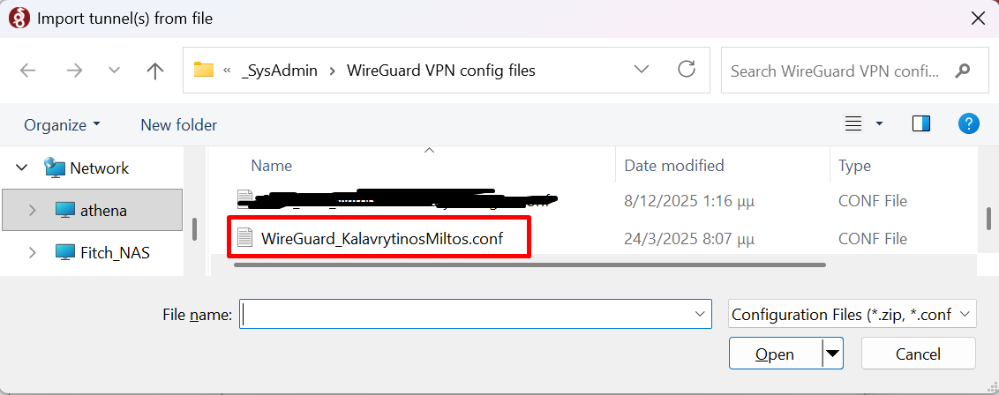 Import tunnel(s) from file
« _SysAdmin > WireGuard VPN config files
Search WireGuard VPN confi...
Organize
New folder
Network
athena
Fitch_NAS
Name Date modified Type
8/12/2025 1:16 μμ CONF File
WireGuard_KalavrytinosMiltos.conf 24/3/2025 8:07 μμ CONF File
File name:
Configuration Files (*.zip, *.conf
Open
Cancel